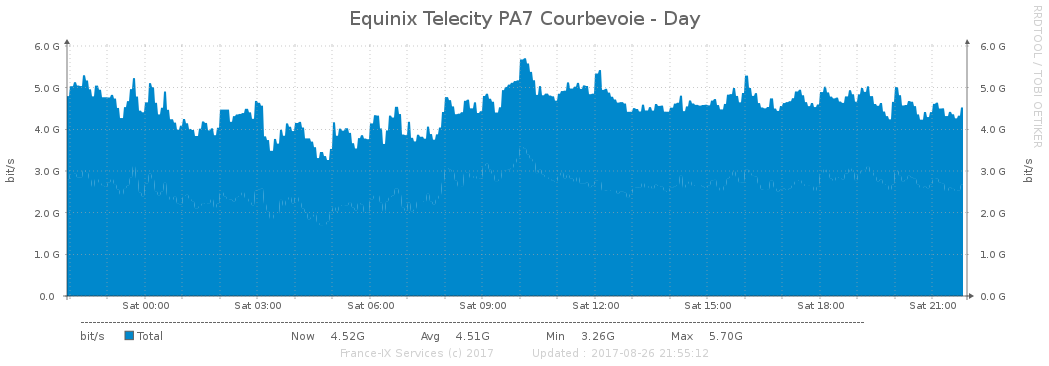 Equinix Telecity PA7 Courbevoie - Day
RRDTOOL / TOBI OETIKER
6.0 G 6.0 G
5.0 G 5.0 G
4.0 G 4.0 G
3.0 G 3.0 G
2.0 G 2.0 G
1.0 G 1.0 G
0.0 0.0 G
bit/s bit/s
Sat 00:00 Sat 03:00 Sat 06:00 Sat 09:00 Sat 12:00 Sat 15:00 Sat 18:00 Sat 21:00
bit/s Total Now 4.52G Avg 4.51G Min 3.26G Max 5.70G
France-IX Services (c) 2017 Updated : 2017-08-26 21:55:12